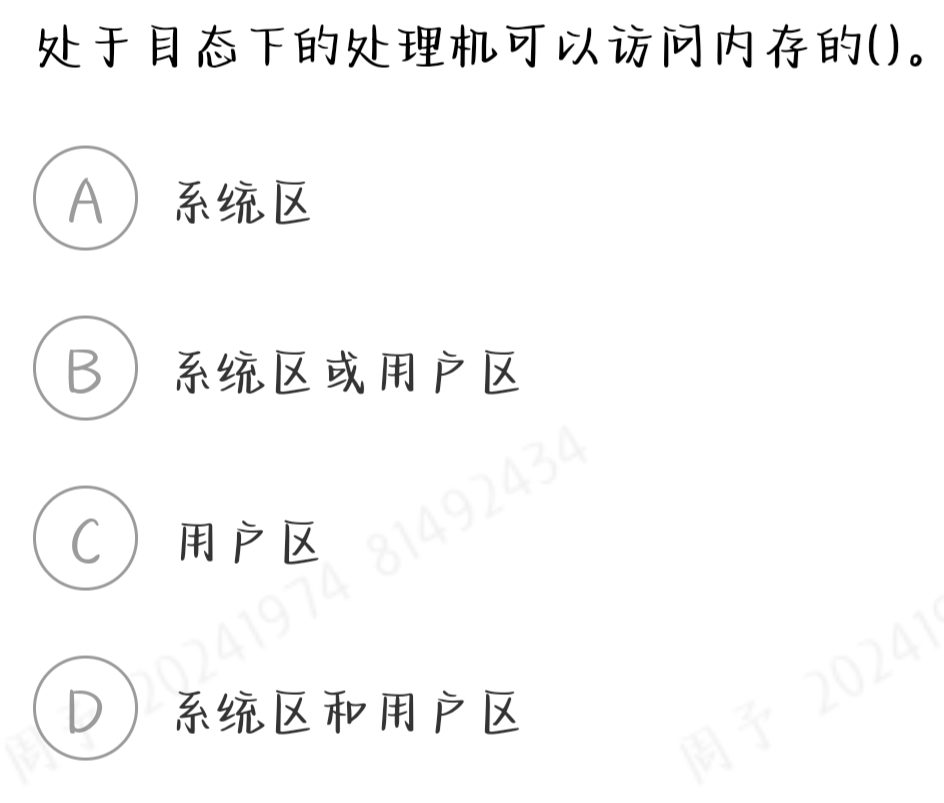 处于目态下的处理机可以访问内存的()。
A 系统区
B 系统区或用户区
C 用户区
D 系统区和用户区
周予 20241974 81492434
周予 202419